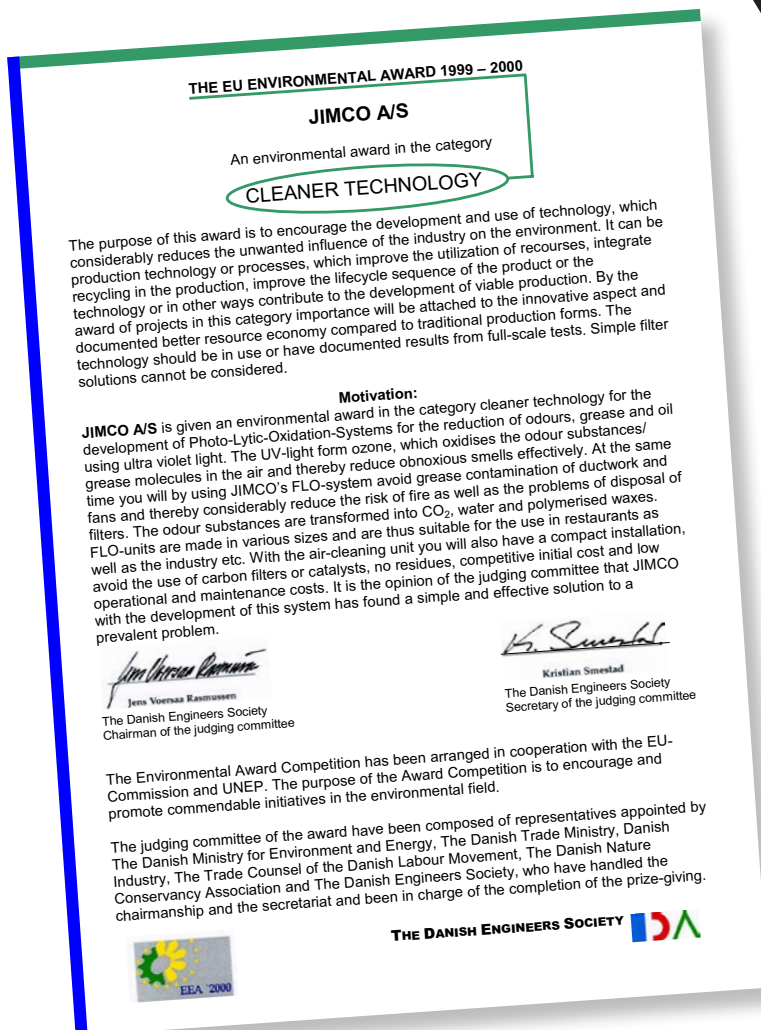 THE EU ENVIRONMENTAL AWARD 1999 – 2000
JIMCO A/S
An environmental award in the category
CLEANER TECHNOLOGY
The purpose of this award is to encourage the development and use of technology, which
considerably reduces the unwanted influence of the industry on the environment. It can be
production technology or processes, which improve the utilization of recourses, integrate
recycling in the production, improve the lifecycle sequence of the product or the
technology or in other ways contribute to the development of viable production. By the
award of projects in this category importance will be attached to the innovative aspect and
documented better resource economy compared to traditional production forms. The
technology should be in use or have documented results from full-scale tests. Simple filter
solutions cannot be considered.
Motivation:
JIMCO A/S is given an environmental award in the category cleaner technology for the
development of Photo-Lytic-Oxidation-Systems for the reduction of odours, grease and oil
using ultra violet light. The UV-light form ozone, which oxidises the odour substances/
grease molecules in the air and thereby reduce obnoxious smells effectively. At the same
time you will by using JIMCO's FLO-system avoid grease contamination of ductwork and
fans and thereby considerably reduce the risk of fire as well as the problems of disposal of
filters. The odour substances are transformed into CO₂, water and polymerised waxes.
FLO-units are made in various sizes and are thus suitable for the use in restaurants as
well as the industry etc. With the air-cleaning unit you will also have a compact installation,
avoid the use of carbon filters or catalysts, no residues, competitive initial cost and low
operational and maintenance costs. It is the opinion of the judging committee that JIMCO
with the development of this system has found a simple and effective solution to a
prevalent problem.
Jens Voersaa Rasmussen
Jens Voersaa Rasmussen
The Danish Engineers Society
Chairman of the judging committee
K. Smestad.
Kristian Smestad
The Danish Engineers Society
Secretary of the judging committee
The Environmental Award Competition has been arranged in cooperation with the EU-
Commission and UNEP. The purpose of the Award Competition is to encourage and
promote commendable initiatives in the environmental field.
The judging committee of the award have been composed of representatives appointed by
The Danish Ministry for Environment and Energy, The Danish Trade Ministry, Danish
Industry, The Trade Counsel of the Danish Labour Movement, The Danish Nature
Conservancy Association and The Danish Engineers Society, who have handled the
chairmanship and the secretariat and been in charge of the completion of the prize-giving.
THE DANISH ENGINEERS SOCIETY IDA
EEA '2000